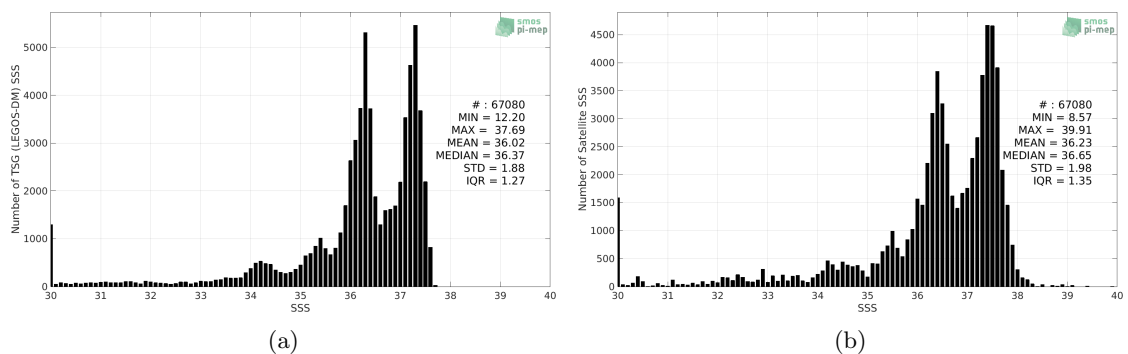 smos
pi-mep
Number of TSG (LEGOS-DM) SSS
5000
4000
3000
2000
1000
0
# : 67080
MIN = 12.20
MAX = 37.69
MEAN = 36.02
MEDIAN = 36.37
STD = 1.88
IQR = 1.27
30 31 32 33 34 35 36 37 38 39 40
SSS
(a)
smos
pi-mep
Number of Satellite SSS
4500
4000
3500
3000
2500
2000
1500
1000
500
0
# : 67080
MIN = 8.57
MAX = 39.91
MEAN = 36.23
MEDIAN = 36.65
STD = 1.98
IQR = 1.35
30 31 32 33 34 35 36 37 38 39 40
SSS
(b)